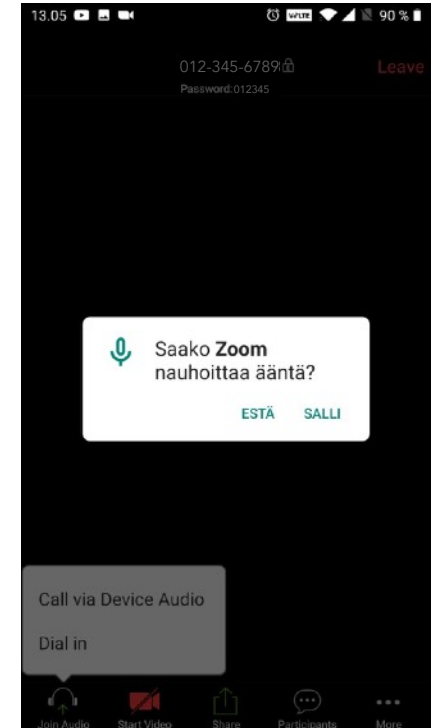 13.05 VoLTE 90 %
012-345-6789 Leave
Password:012345
Saako Zoom
nauhoittaa ääntä?
ESTÄ SALLI
Call via Device Audio
Dial in
Join Audio Start Video Share Participants More